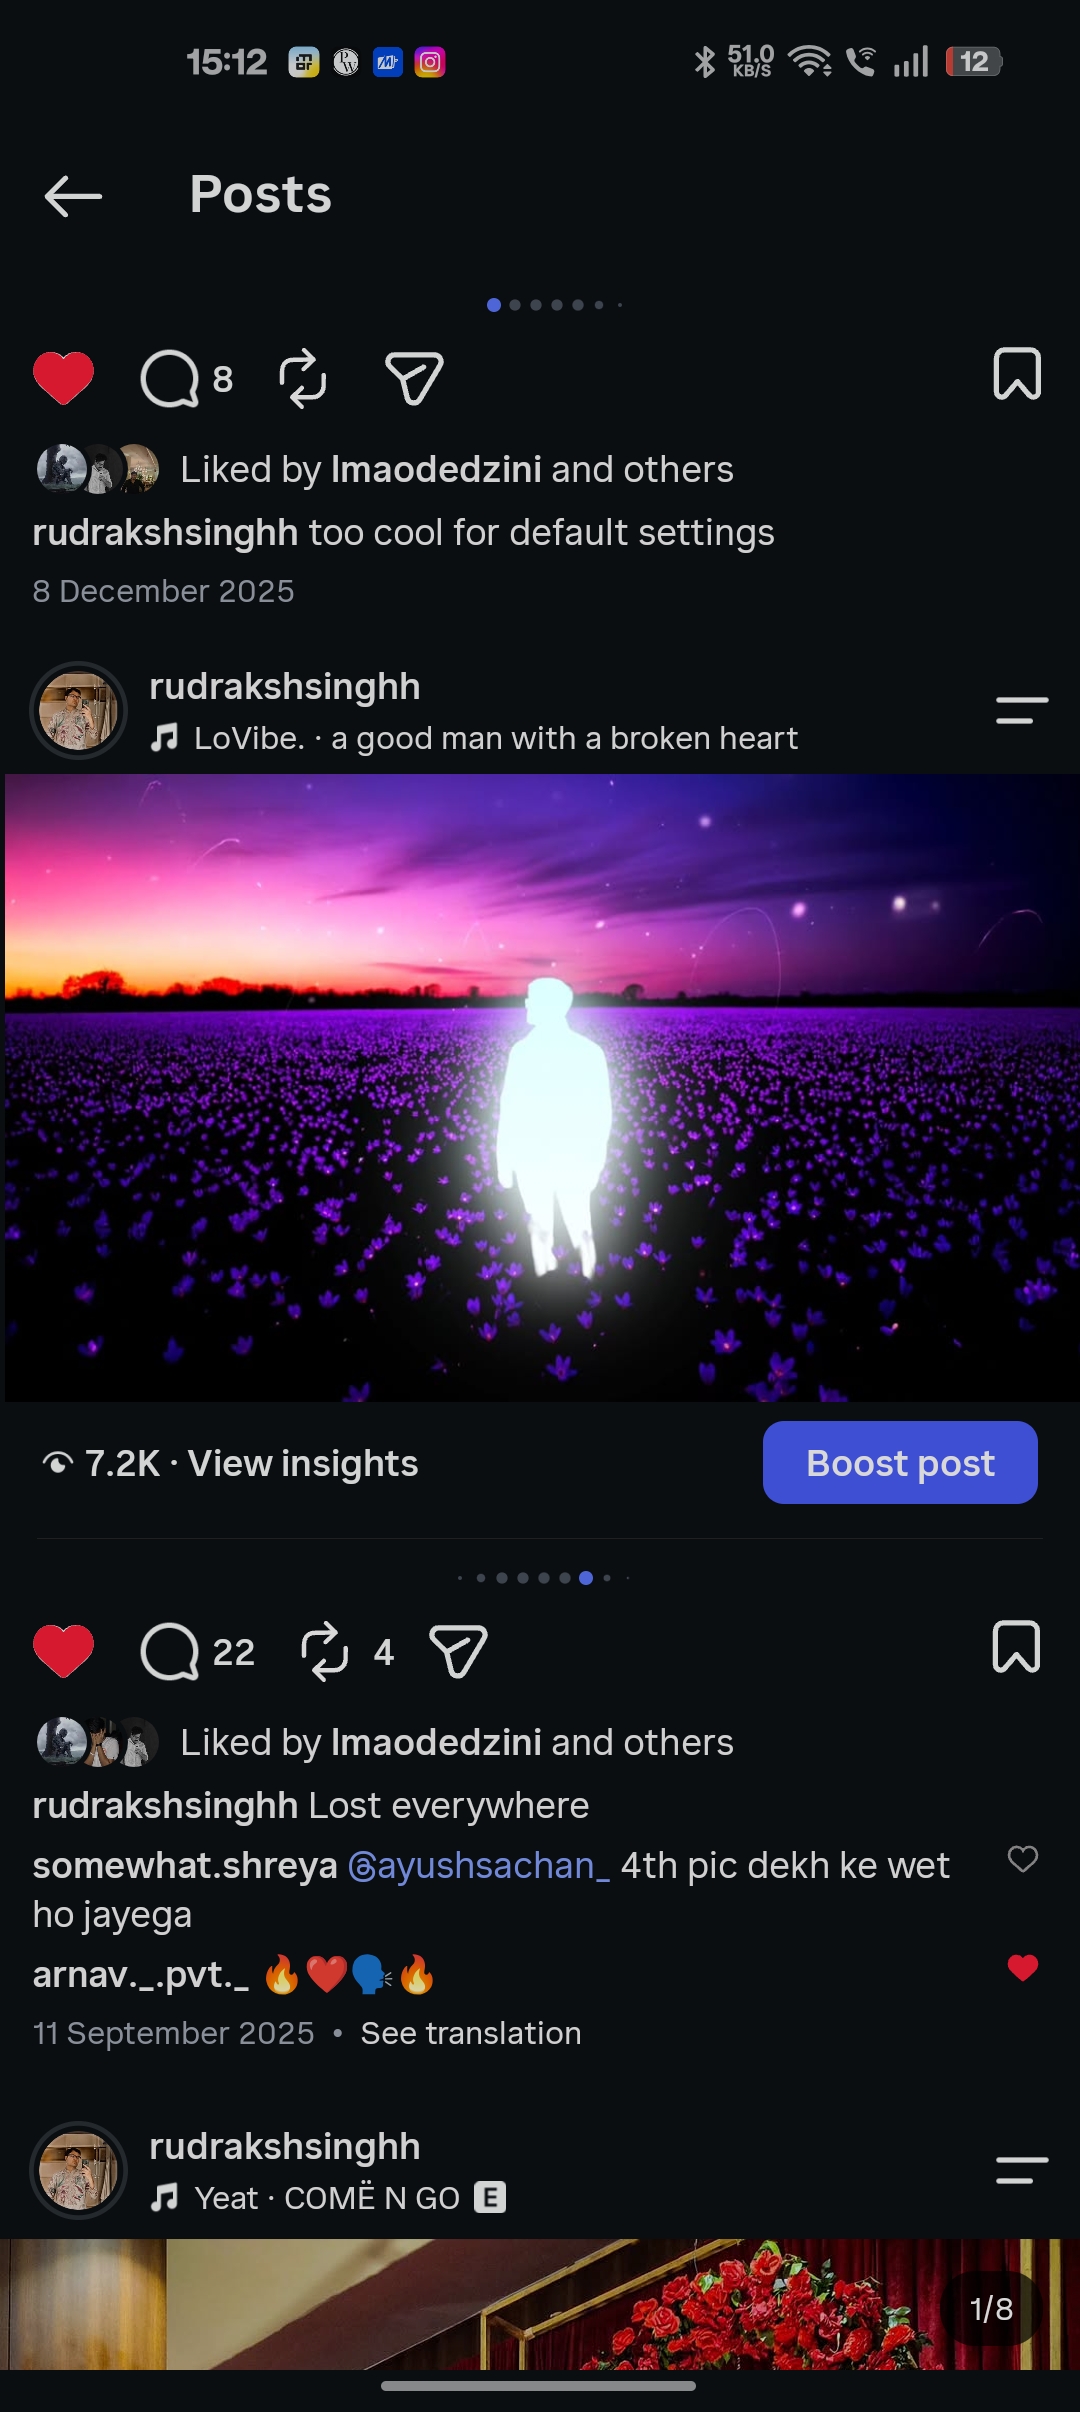 15:12
51.0
KB/S
12
Posts
8
Liked by lmaodedzini and others
rudrakshsinghh too cool for default settings
8 December 2025
rudrakshsinghh
LoVibe. · a good man with a broken heart
7.2K · View insights
Boost post
22
4
Liked by lmaodedzini and others
rudrakshsinghh Lost everywhere
somewhat.shreya @ayushsachan_ 4th pic dekh ke wet
ho jayega
arnav._.pvt._ 🔥❤️🗣️🔥
11 September 2025 • See translation
rudrakshsinghh
Yeat · COMË N GO E
1/8